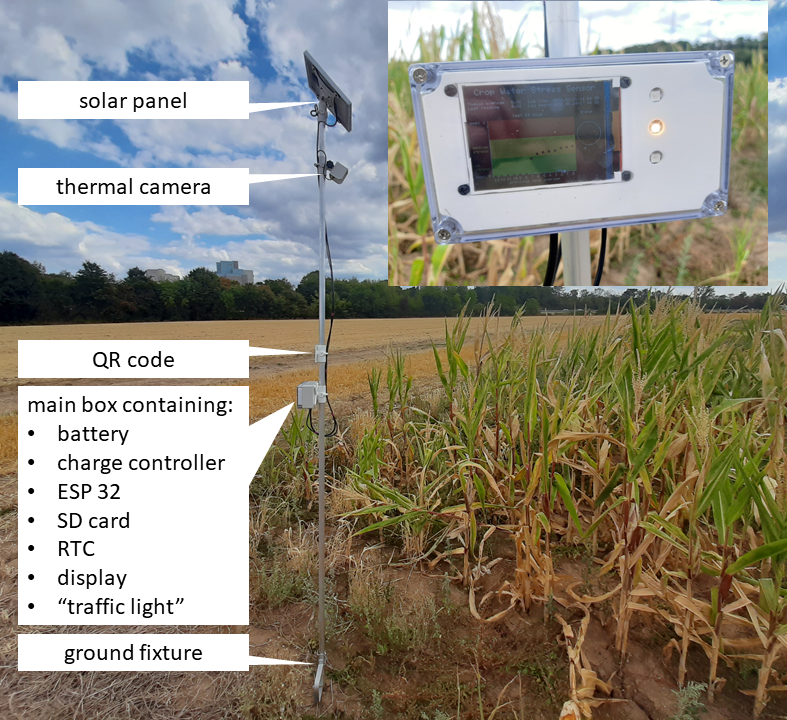 solar panel
thermal camera
QR code
main box containing:
• battery
• charge controller
• ESP 32
• SD card
• RTC
• display
• “traffic light”
ground fixture
Crop Water Stress Sensor